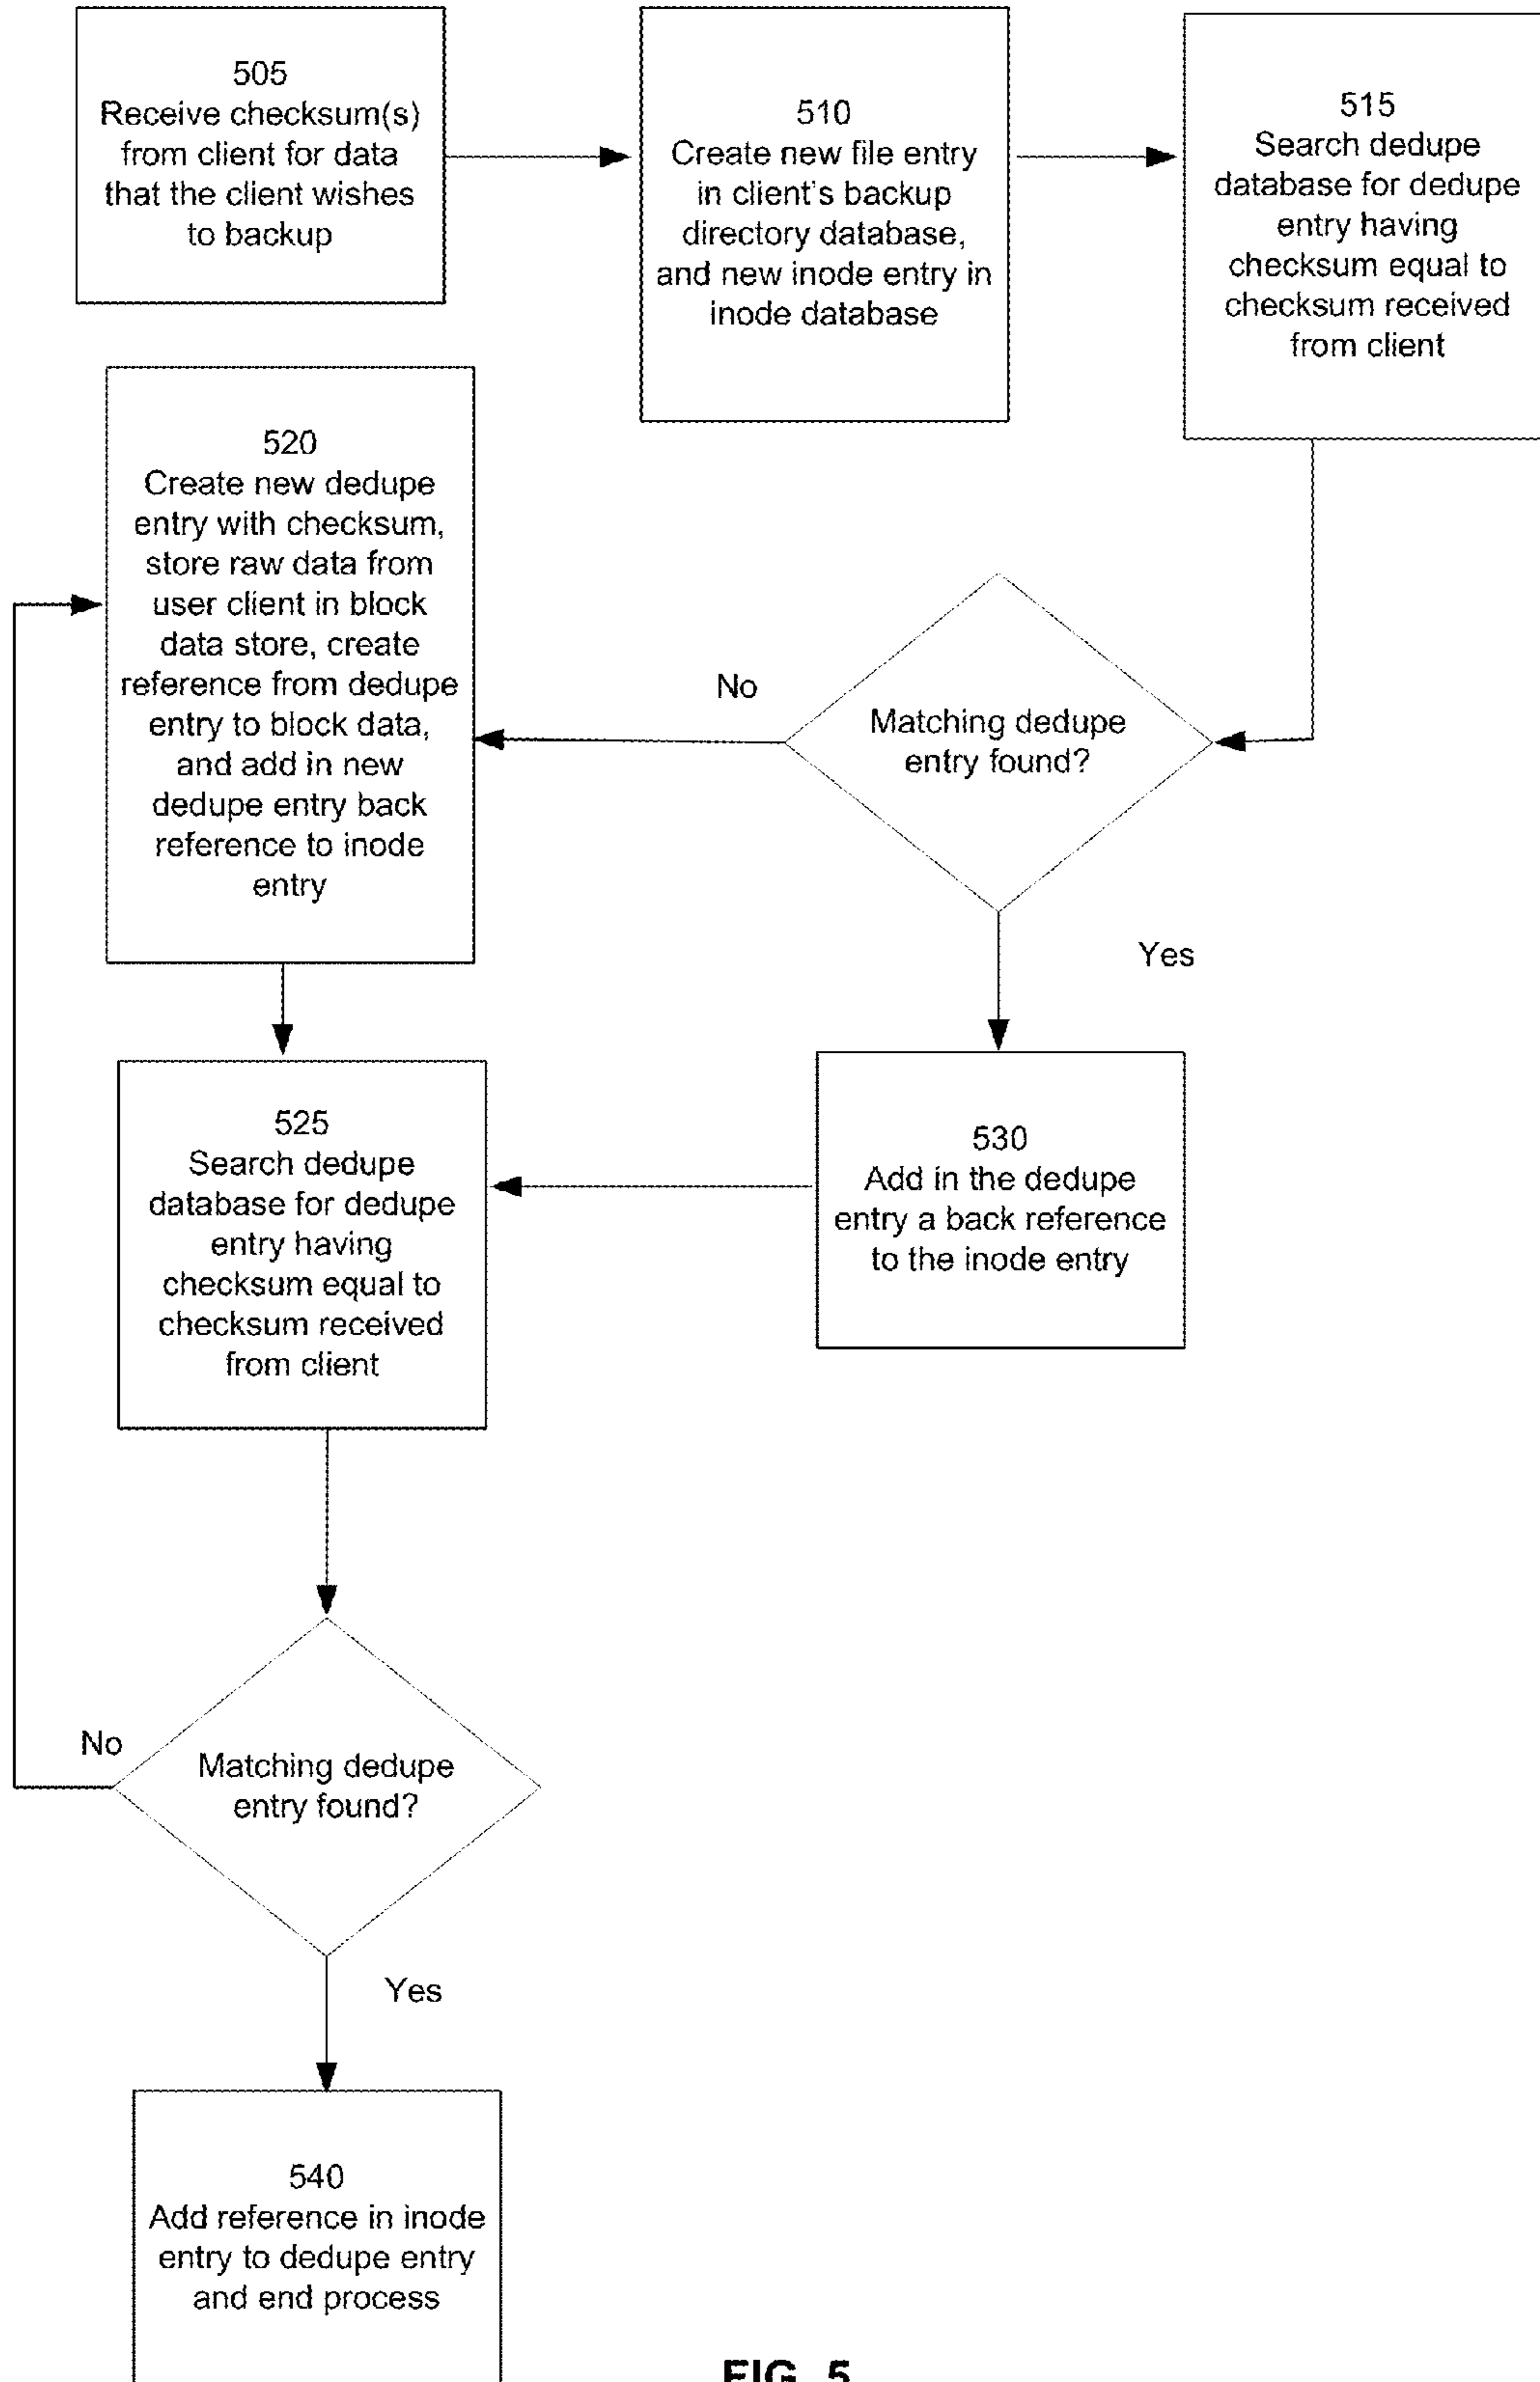 505
Receive checksum(s)
from client for data
that the client wishes
to backup
510
Create new file entry
in client's backup
directory database,
and new inode entry in
inode database
515
Search dedupe
database for dedupe
entry having
checksum equal to
checksum received
from client
520
Create new dedupe
entry with checksum,
store raw data from
user client in block
data store, create
reference from dedupe
entry to block data,
and add in new
dedupe entry back
reference to inode
entry
No
Matching dedupe
entry found?
Yes
525
Search dedupe
database for dedupe
entry having
checksum equal to
checksum received
from client
530
Add in the dedupe
entry a back reference
to the inode entry
No
Matching dedupe
entry found?
Yes
540
Add reference in inode
entry to dedupe entry
and end process
FIG. 5